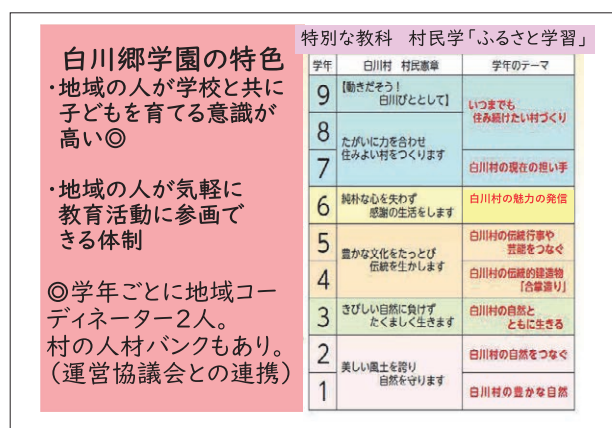 白川郷学園の特色
・地域の人が学校と共に
子どもを育てる意識が
高い◎
・地域の人が気軽に
教育活動に参画で
きる体制
◎学年ごとに地域コー
ディネーター2人。
村の人材バンクもあり。
(運営協議会との連携)
特別な教科 村民学「ふるさと学習」
学年 白川村 村民憲章 学年のテーマ
9 【動きだそう！
白川びととして】
いつまでも
住み続けたい村づくり
8
たがいに力を合わせ
住みよい村をつくります
7 白川村の現在の担い手
6 純朴な心を失わず
感謝の生活をします
白川村の魅力の発信
5 白川村の伝統行事や
芸能をつなぐ
豊かな文化をたっとび
伝統を生かします
4 白川村の伝統的建造物
「合掌造り」
3 きびしい自然に負けず
たくましく生きます
白川村の自然と
ともに生きる
2 白川村の自然をつなぐ
美しい風土を誇り
自然を守ります
1 白川村の豊かな自然